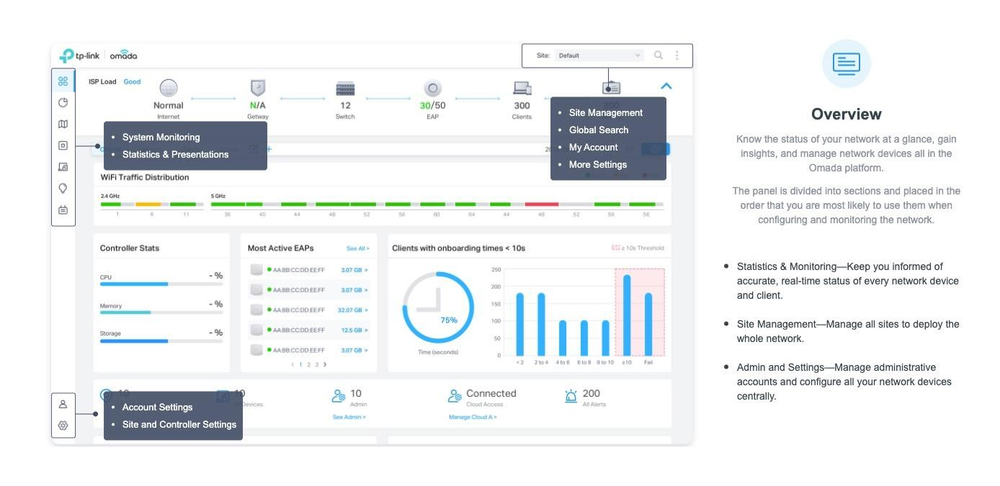 tp-link omada
Site: Default
ISP Load Good
Normal
Internet
N/A
Getway
12
Switch
30/50
EAP
300
Clients
300
System Monitoring
Statistics & Presentations
Site Management
Global Search
My Account
More Settings
WiFi Traffic Distribution
2.4 GHz 5 GHz
1 6 11 36 40 44 48 52 56 60 64 44 48 52 56 56
Controller Stats
CPU - %
Memory - %
Storage - %
Most Active EAPs See All >
AA:BB:CC:DD:EE:FF 3.07 GB >
AA:BB:CC:DD:EE:FF 3.07 GB >
AA:BB:CC:DD:EE:FF 32.07 GB >
AA:BB:CC:DD:EE:FF 12.5 GB >
AA:BB:CC:DD:EE:FF 3.07 GB >
< 1 2 3 >
Clients with onboarding times < 10s ≥ 10s Threshold
75%
Time (seconds)
250
200
150
100
50
0
< 2 2 to 4 4 to 6 6 to 8 8 to 10 ≥10 Fail
10
10
Devices
10
Admin
See Admin >
Connected
Cloud Access
Manage Cloud A >
200
All Alerts
Account Settings
Site and Controller Settings
Overview
Know the status of your network at a glance, gain
insights, and manage network devices all in the
Omada platform.
The panel is divided into sections and placed in the
order that you are most likely to use them when
configuring and monitoring the network.
Statistics & Monitoring—Keep you informed of
accurate, real-time status of every network device
and client.
Site Management—Manage all sites to deploy the
whole network.
Admin and Settings—Manage administrative
accounts and configure all your network devices
centrally.